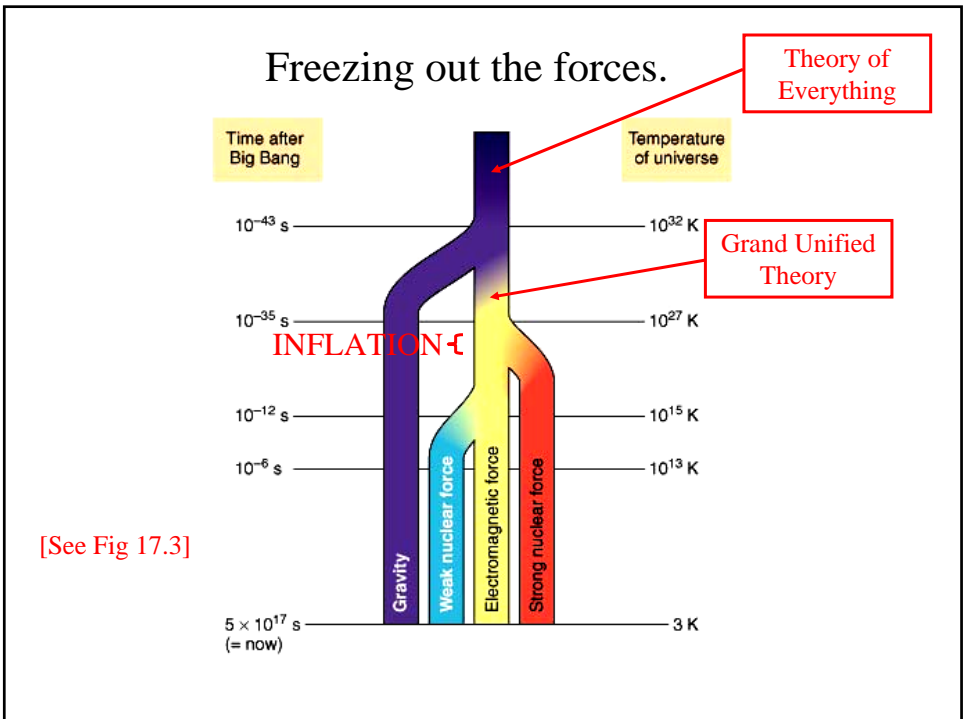 Freezing out the forces.
Theory of
Everything
Time after
Big Bang
Temperature
of universe
10⁻⁴³ s
10³² K
Grand Unified
Theory
10⁻³⁵ s
10²⁷ K
INFLATION
10⁻¹² s
10¹⁵ K
10⁻⁶ s
10¹³ K
[See Fig 17.3]
Gravity
Weak nuclear force
Electromagnetic force
Strong nuclear force
5 × 10¹⁷ s
(= now)
3 K